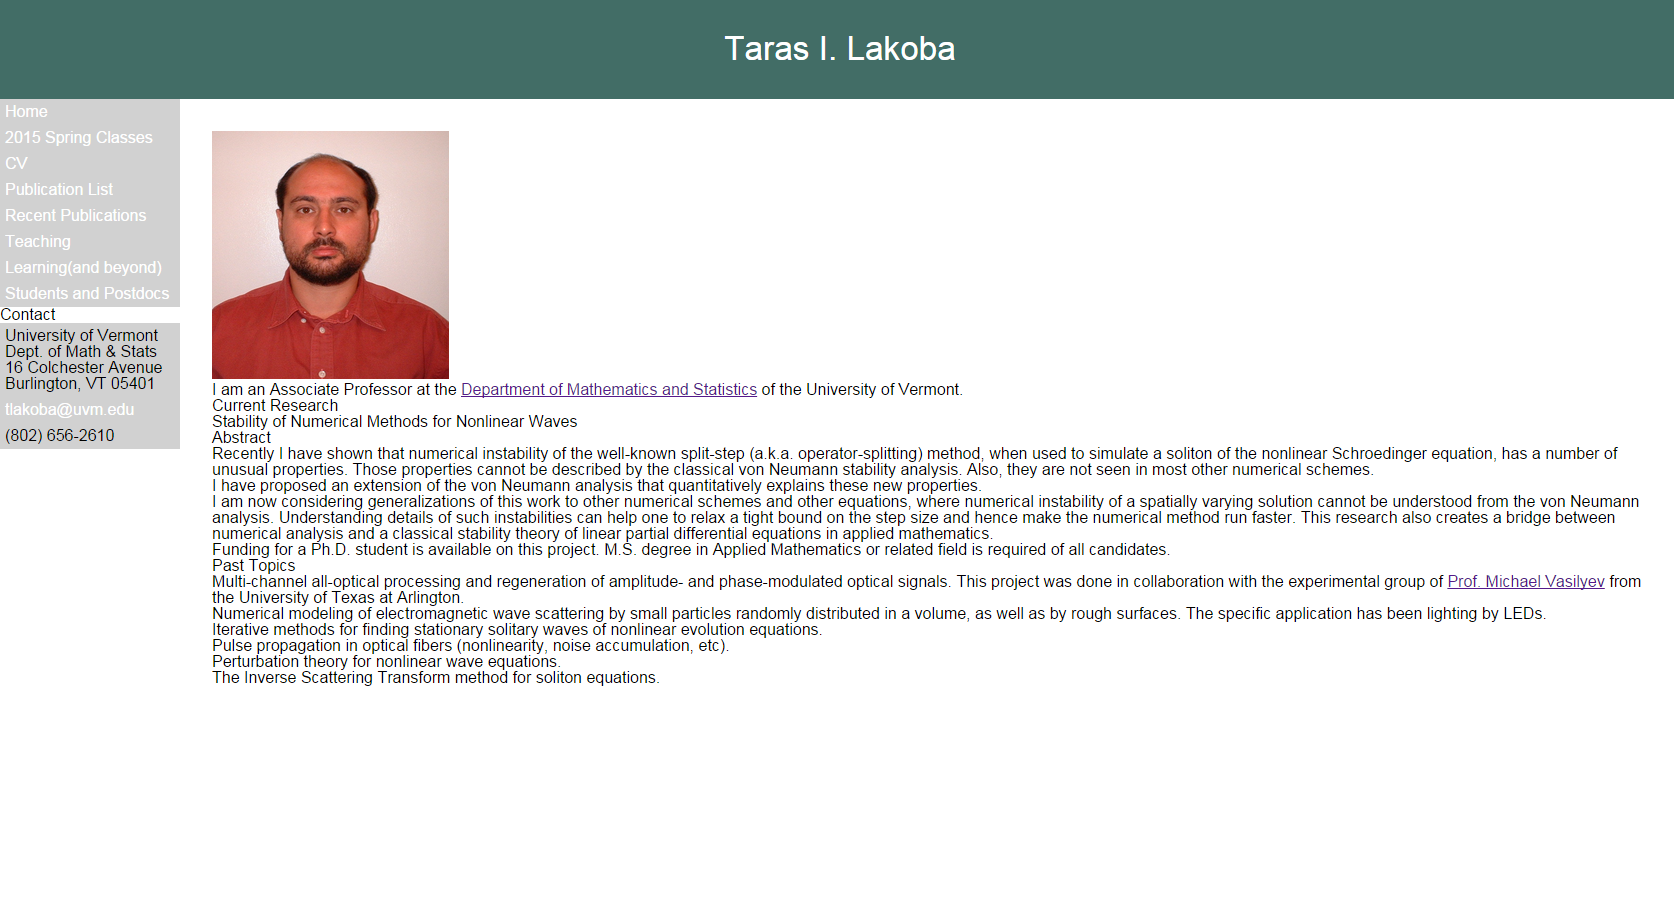 Taras I. Lakoba
Home
2015 Spring Classes
CV
Publication List
Recent Publications
Teaching
Learning(and beyond)
Students and Postdocs
Contact
University of Vermont
Dept. of Math & Stats
16 Colchester Avenue
Burlington, VT 05401
tlakoba@uvm.edu
(802) 656-2610
I am an Associate Professor at the Department of Mathematics and Statistics of the University of Vermont.
Current Research
Stability of Numerical Methods for Nonlinear Waves
Abstract
Recently I have shown that numerical instability of the well-known split-step (a.k.a. operator-splitting) method, when used to simulate a soliton of the nonlinear Schroedinger equation, has a number of
unusual properties. Those properties cannot be described by the classical von Neumann stability analysis. Also, they are not seen in most other numerical schemes.
I have proposed an extension of the von Neumann analysis that quantitatively explains these new properties.
I am now considering generalizations of this work to other numerical schemes and other equations, where numerical instability of a spatially varying solution cannot be understood from the von Neumann
analysis. Understanding details of such instabilities can help one to relax a tight bound on the step size and hence make the numerical method run faster. This research also creates a bridge between
numerical analysis and a classical stability theory of linear partial differential equations in applied mathematics.
Funding for a Ph.D. student is available on this project. M.S. degree in Applied Mathematics or related field is required of all candidates.
Past Topics
Multi-channel all-optical processing and regeneration of amplitude- and phase-modulated optical signals. This project was done in collaboration with the experimental group of Prof. Michael Vasilyev from
the University of Texas at Arlington.
Numerical modeling of electromagnetic wave scattering by small particles randomly distributed in a volume, as well as by rough surfaces. The specific application has been lighting by LEDs.
Iterative methods for finding stationary solitary waves of nonlinear evolution equations.
Pulse propagation in optical fibers (nonlinearity, noise accumulation, etc).
Perturbation theory for nonlinear wave equations.
The Inverse Scattering Transform method for soliton equations.